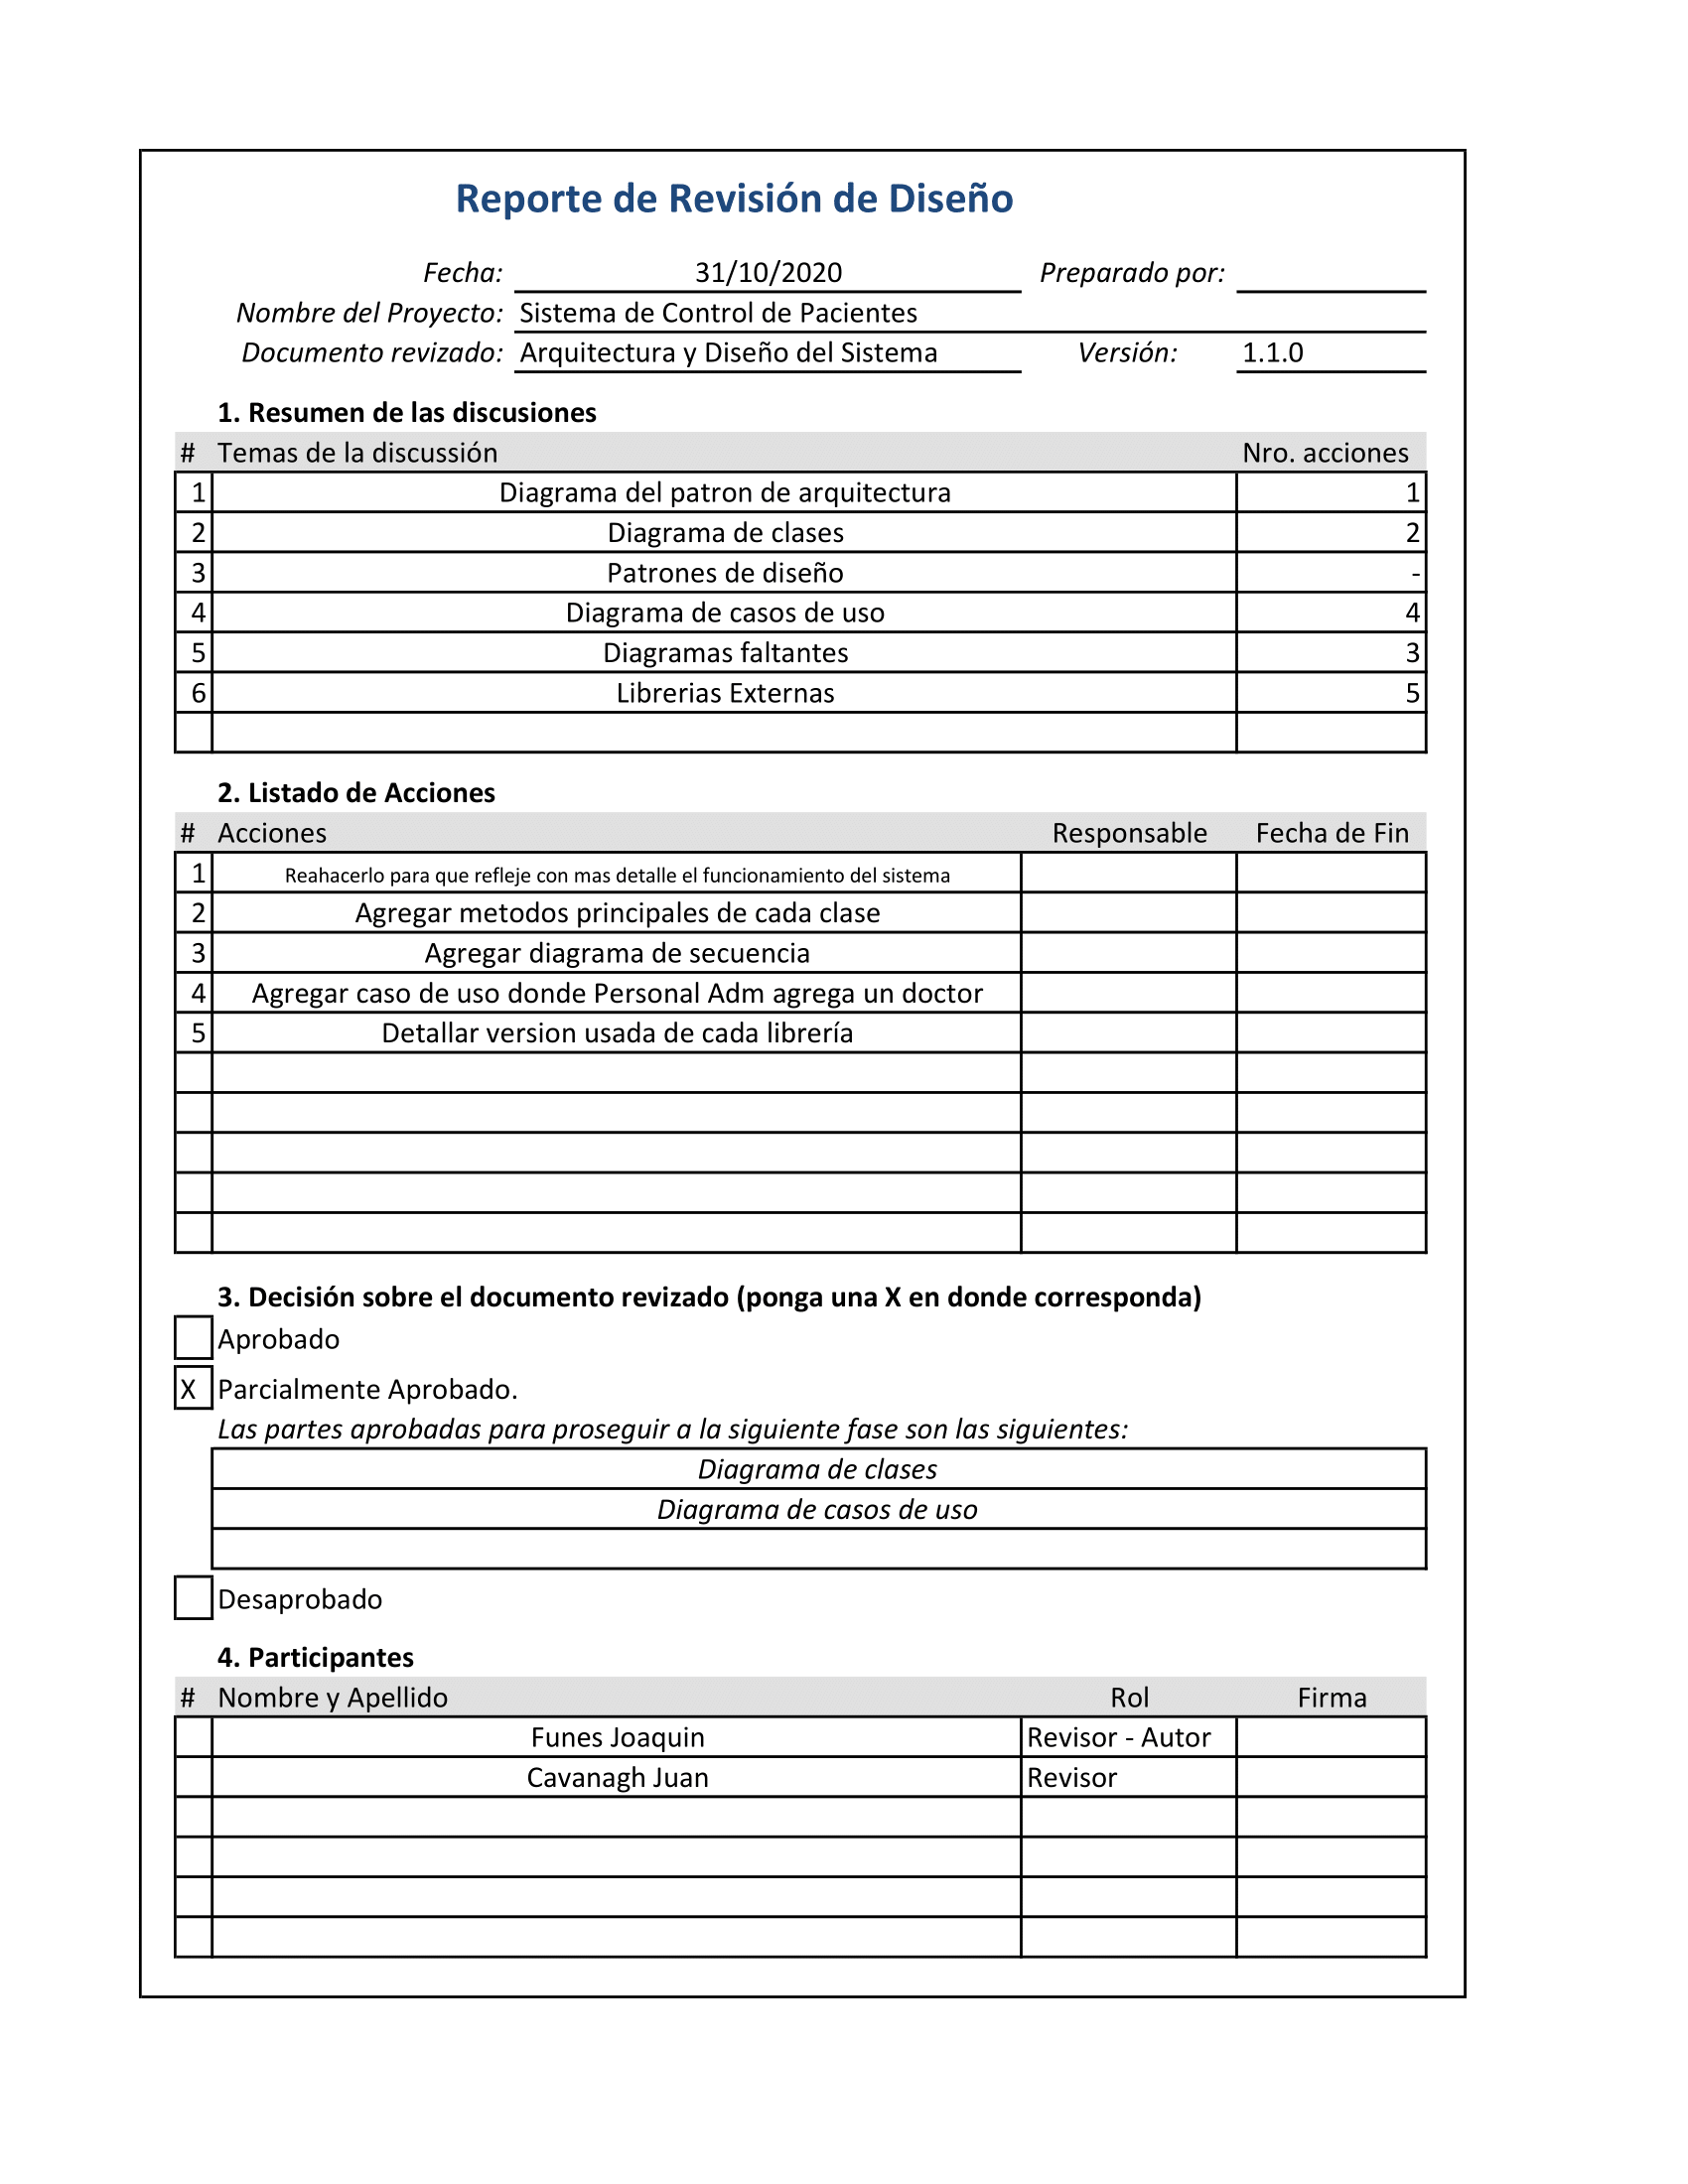 Reporte de Revisión de Diseño
Fecha: 31/10/2020 Preparado por:
Nombre del Proyecto: Sistema de Control de Pacientes
Documento revizado: Arquitectura y Diseño del Sistema Versión: 1.1.0
1. Resumen de las discusiones
# Temas de la discussión Nro. acciones
1 Diagrama del patron de arquitectura 1
2 Diagrama de clases 2
3 Patrones de diseño -
4 Diagrama de casos de uso 4
5 Diagramas faltantes 3
6 Librerias Externas 5
2. Listado de Acciones
# Acciones Responsable Fecha de Fin
1 Reahacerlo para que refleje con mas detalle el funcionamiento del sistema
2 Agregar metodos principales de cada clase
3 Agregar diagrama de secuencia
4 Agregar caso de uso donde Personal Adm agrega un doctor
5 Detallar version usada de cada librería
3. Decisión sobre el documento revizado (ponga una X en donde corresponda)
Aprobado
X Parcialmente Aprobado.
Las partes aprobadas para proseguir a la siguiente fase son las siguientes:
Diagrama de clases
Diagrama de casos de uso
Desaprobado
4. Participantes
# Nombre y Apellido Rol Firma
Funes Joaquin Revisor - Autor
Cavanagh Juan Revisor